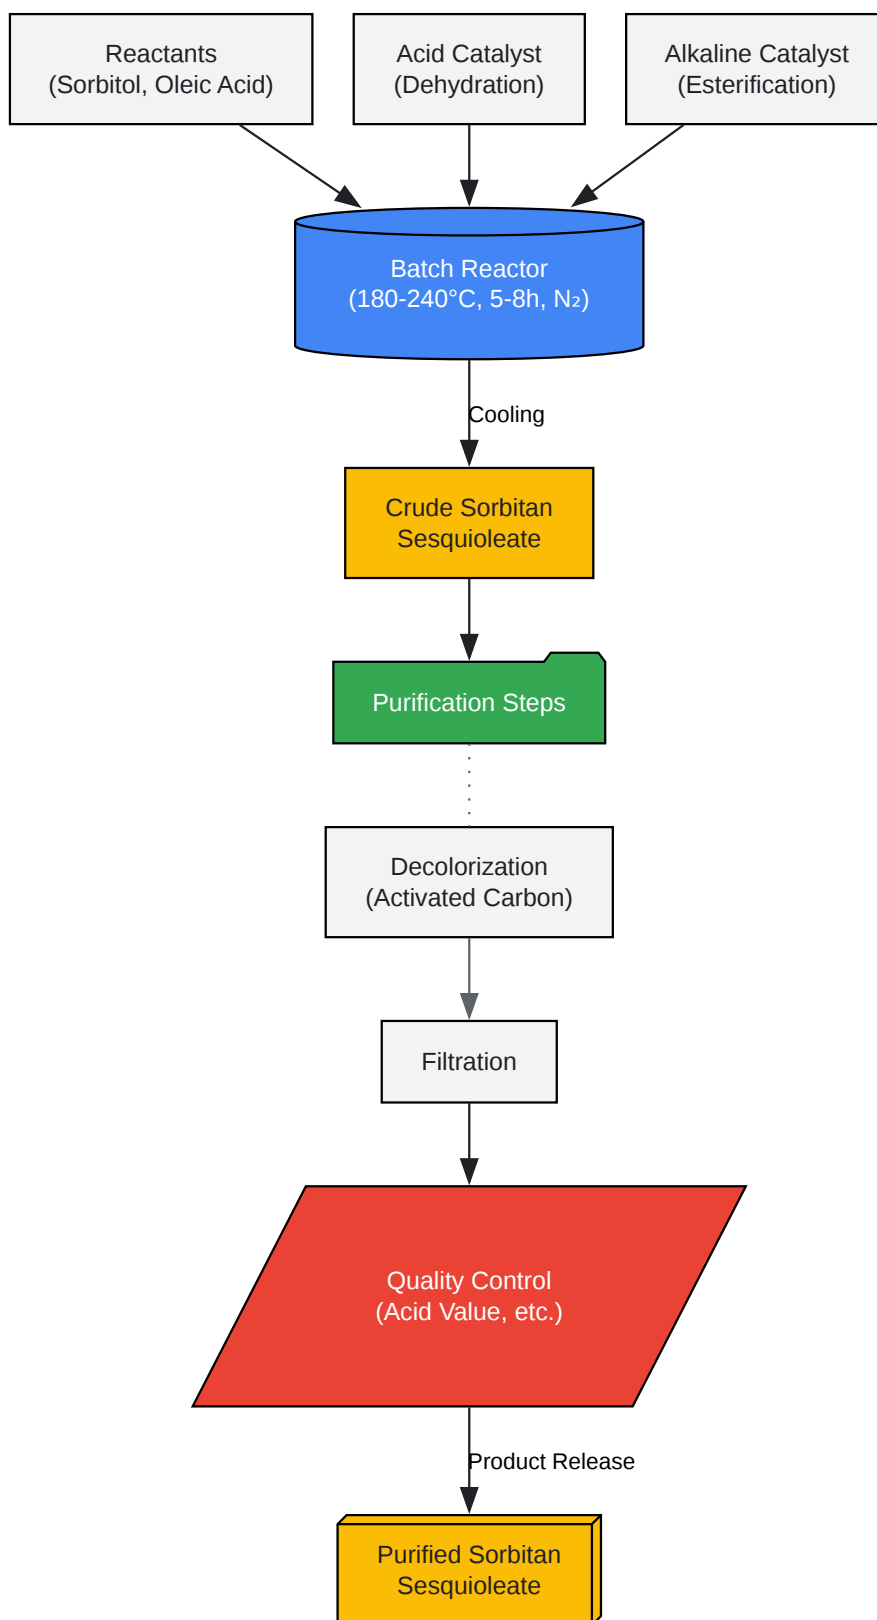 Reactants
(Sorbitol, Oleic Acid)
Acid Catalyst
(Dehydration)
Alkaline Catalyst
(Esterification)
Batch Reactor
(180-240°C, 5-8h, N₂)
Cooling
Crude Sorbitan
Sesquioleate
Purification Steps
Decolorization
(Activated Carbon)
Filtration
Quality Control
(Acid Value, etc.)
Product Release
Purified Sorbitan
Sesquioleate